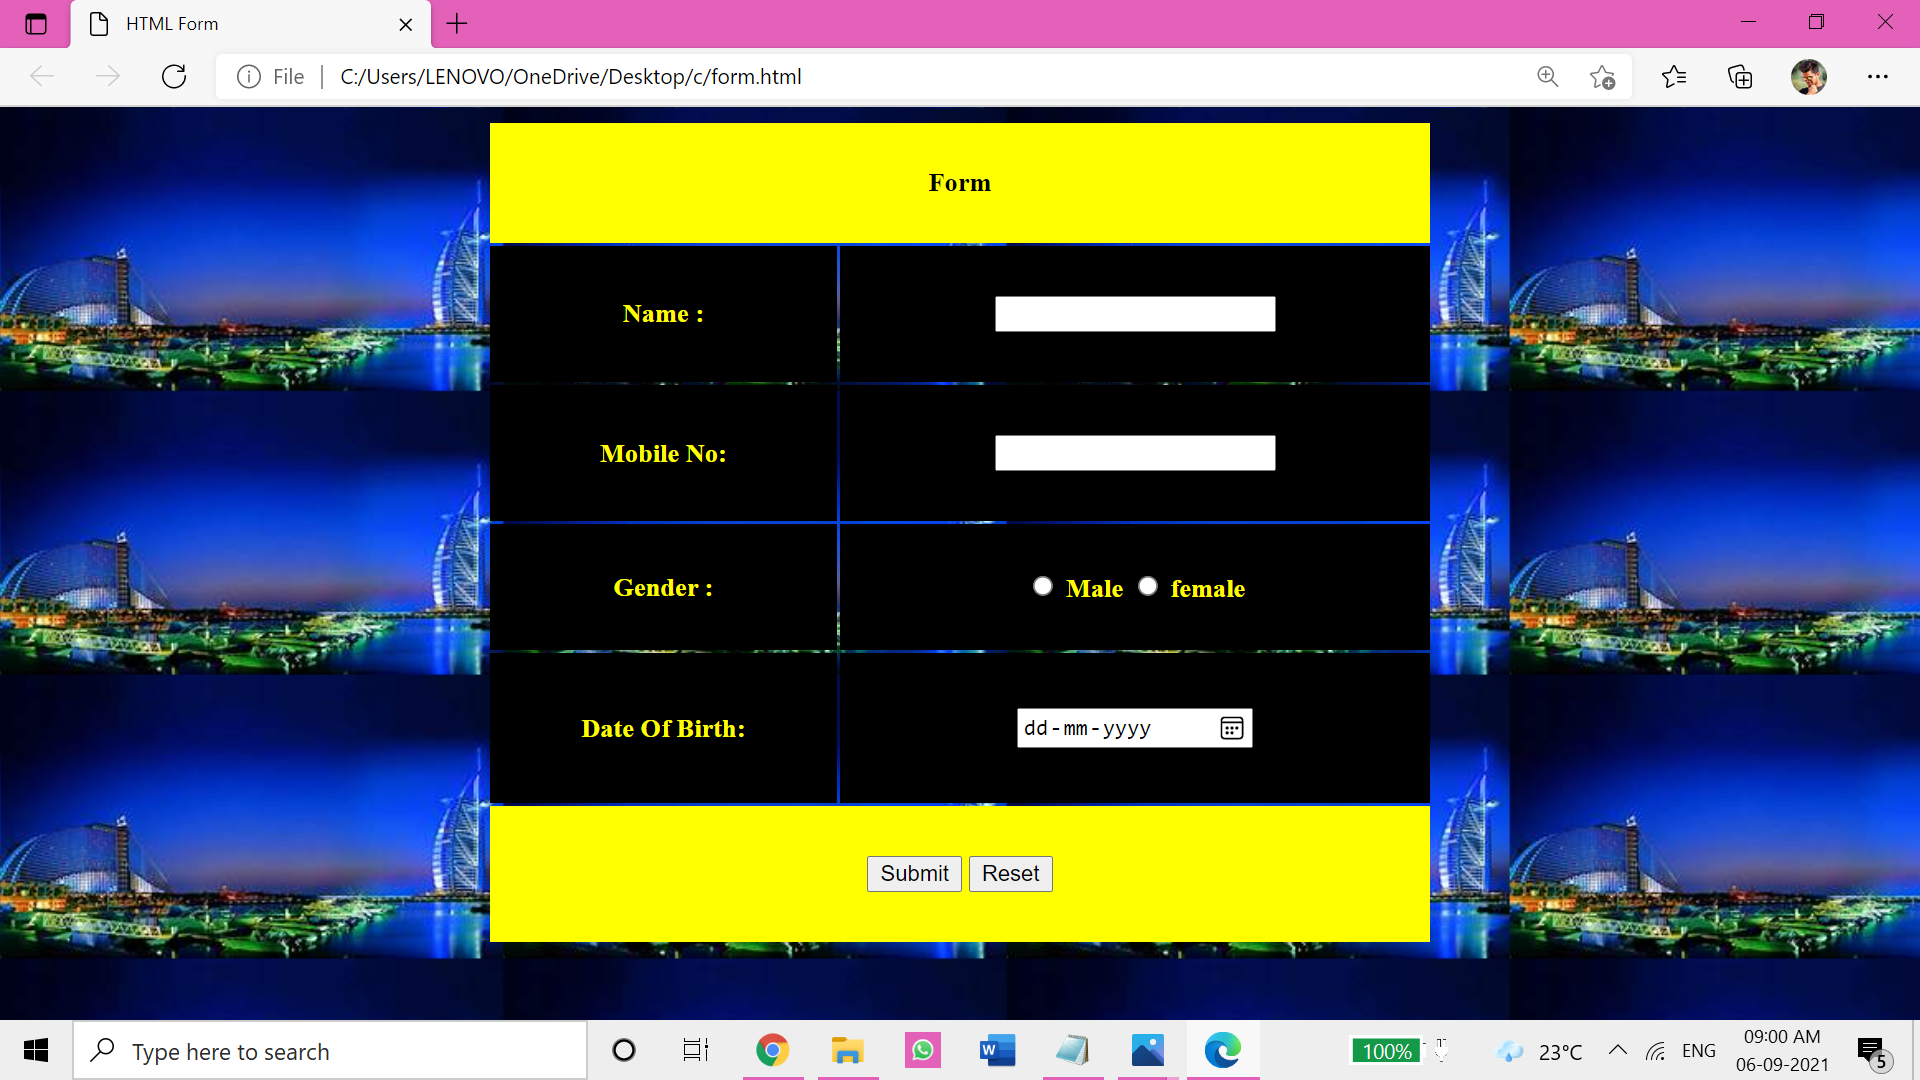 HTML Form
File | C:/Users/LENOVO/OneDrive/Desktop/c/form.html
Form
Name :
Mobile No:
Gender :
Male female
Date Of Birth:
dd-mm-yyyy
Submit Reset
Type here to search
W
100%
23°C
ENG
09:00 AM
06-09-2021
5